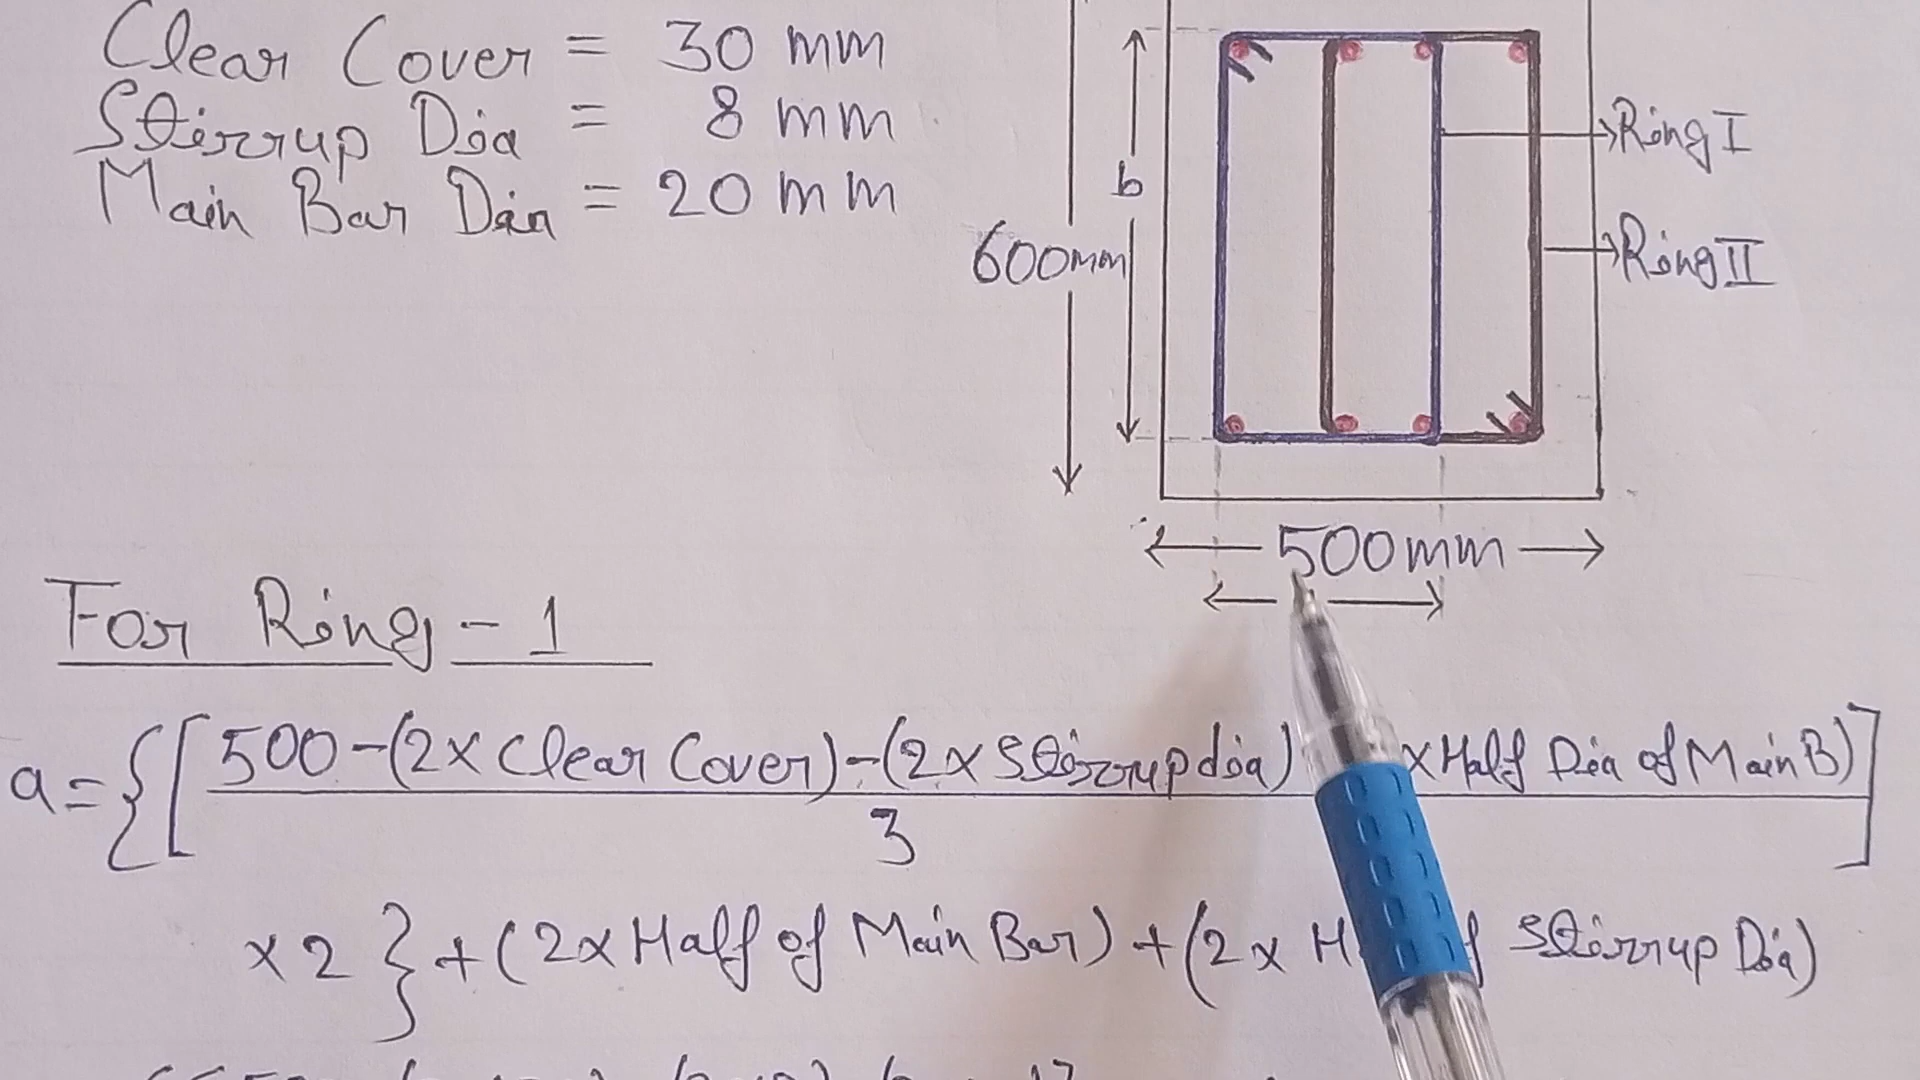 Clear Cover = 30 mm
Stirrup Dia = 8 mm
Main Bar Dia = 20 mm
b
600mm
Ring I
Ring II
500mm
For Ring - 1
a = {[ 500 - (2 x Clear Cover) - (2 x Stirrup dia) x Half Dia of Main B) ]
3
x 2 } + (2 x Half of Main Bar) + (2 x Stirrup Dia)